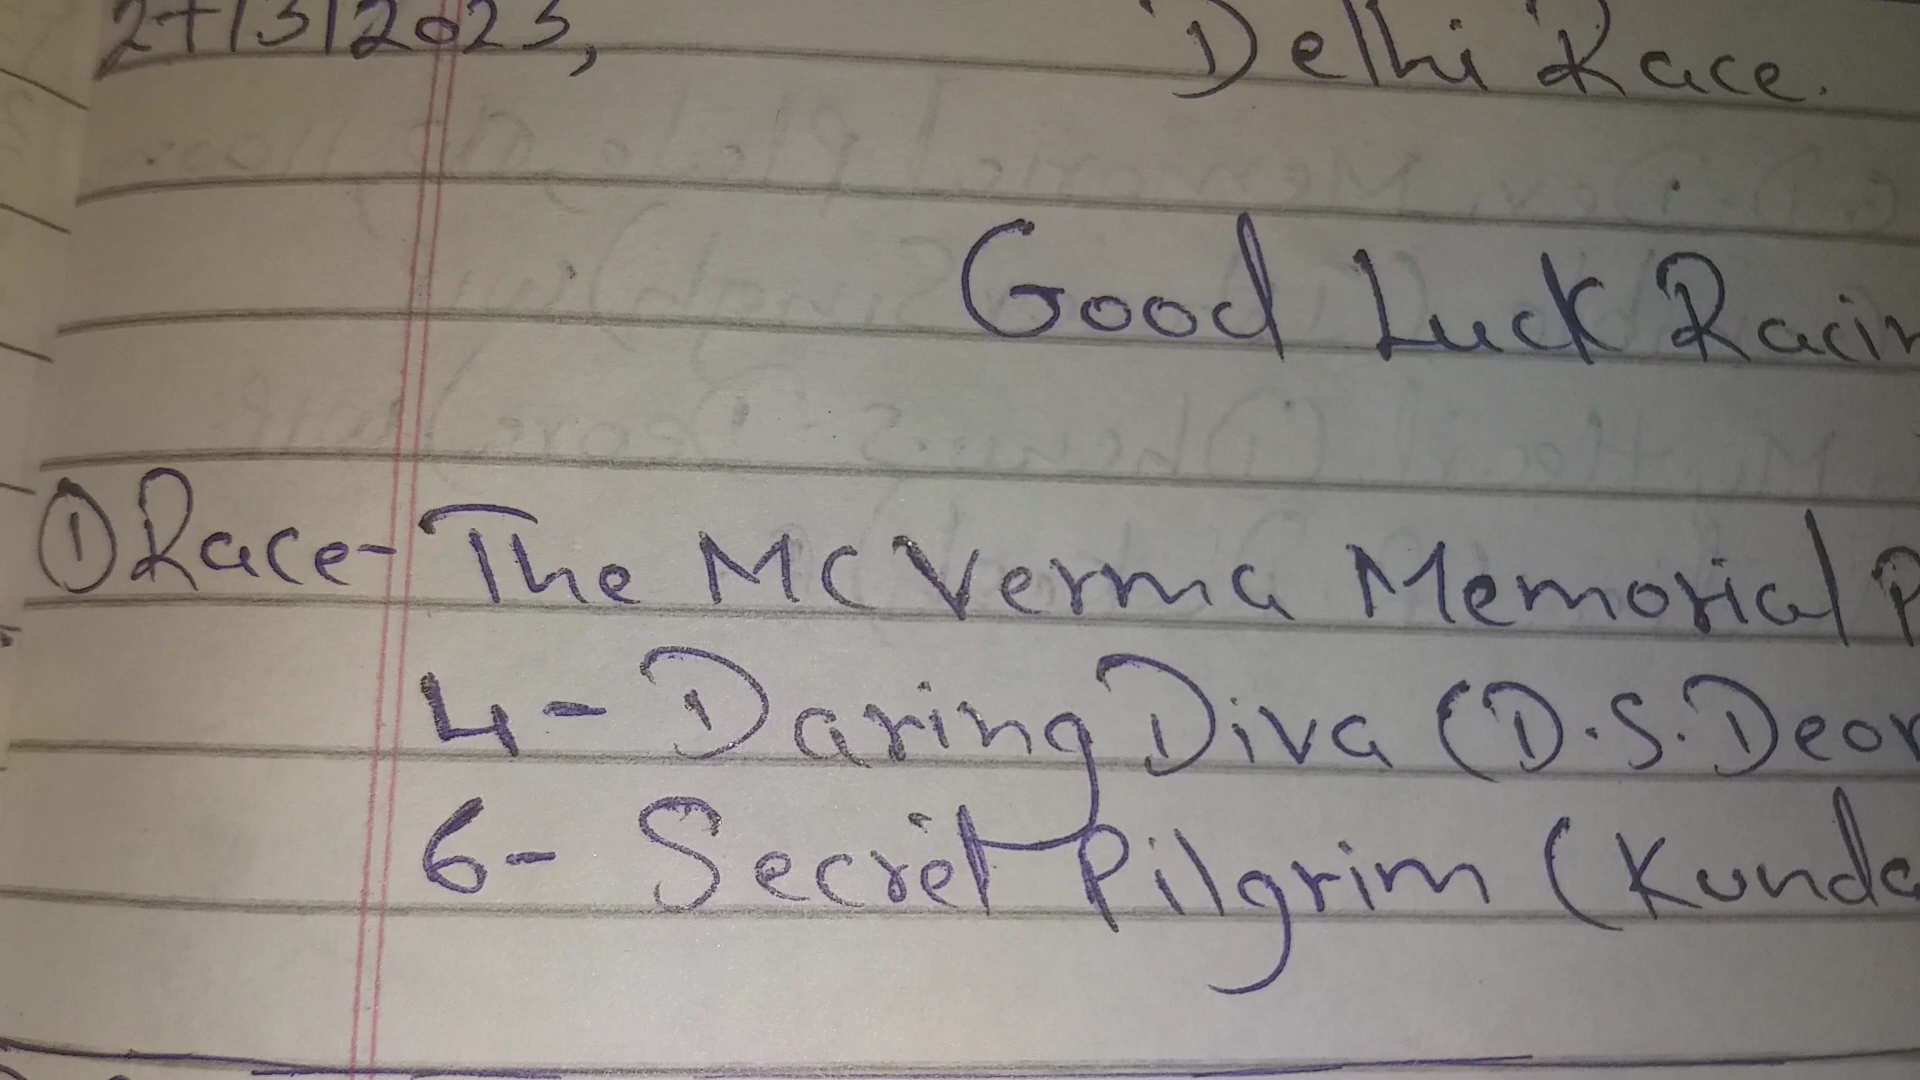 27/3/2023, Delhi Race.
Good Luck Racin
① Race- The MC Verma Memorial P
4- Daring Diva (D.S. Deor
6- Secret Pilgrim (Kunda